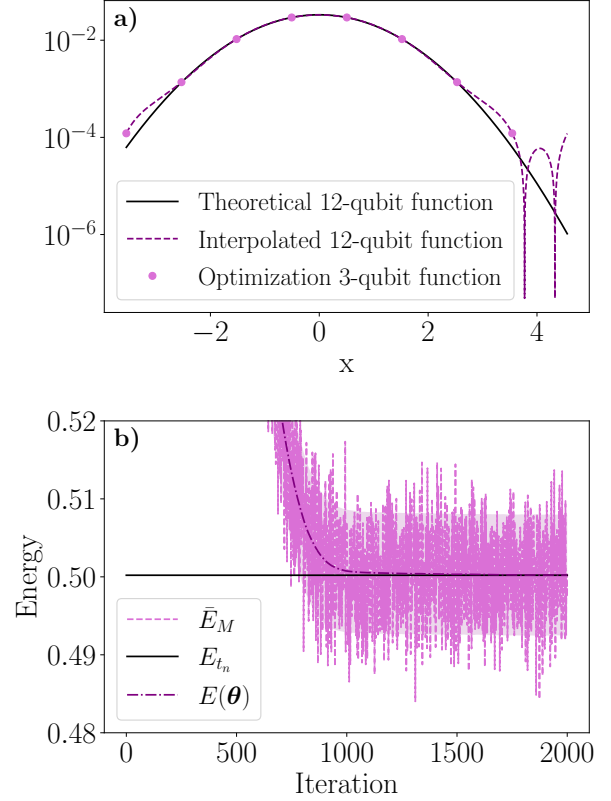 a)
10⁻²
10⁻⁴
10⁻⁶
Theoretical 12-qubit function
Interpolated 12-qubit function
Optimization 3-qubit function
−2 0 2 4
x
b)
0.52
0.51
0.50
0.49
0.48
Energy
Ē_M
E_{t_n}
E(θ)
0 500 1000 1500 2000
Iteration